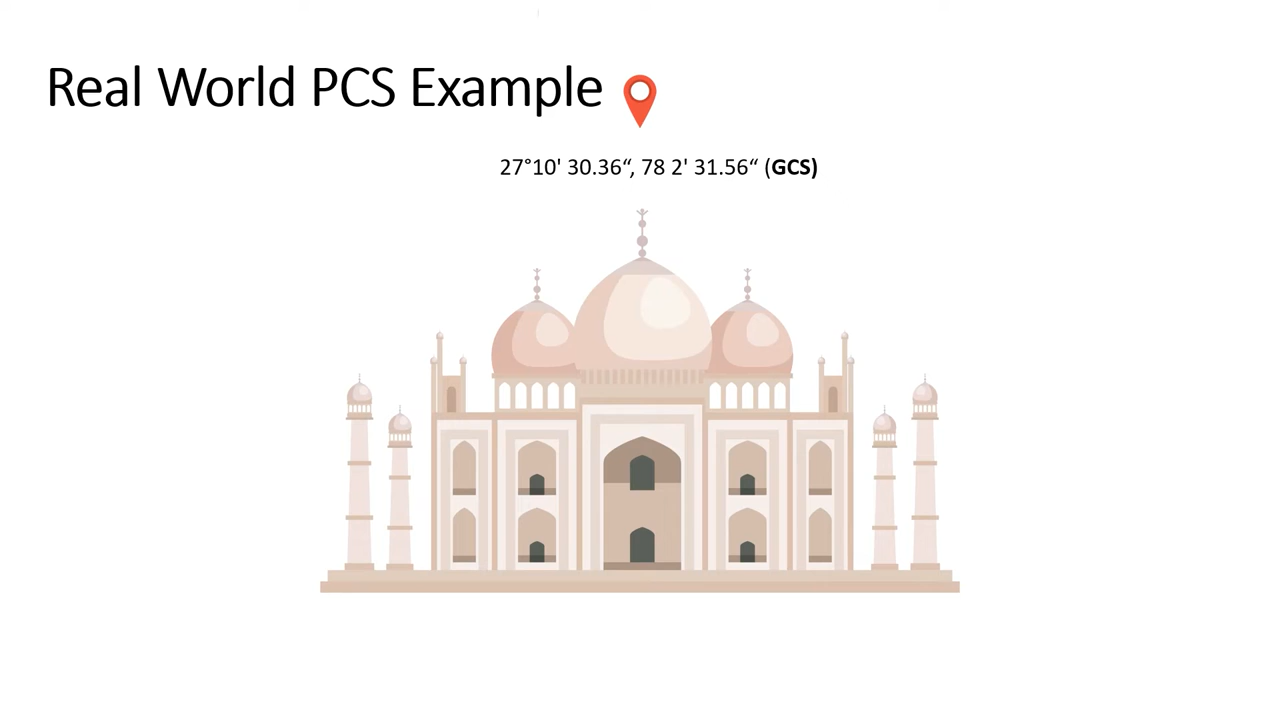 Real World PCS Example
27°10' 30.36“, 78 2' 31.56“ (GCS)